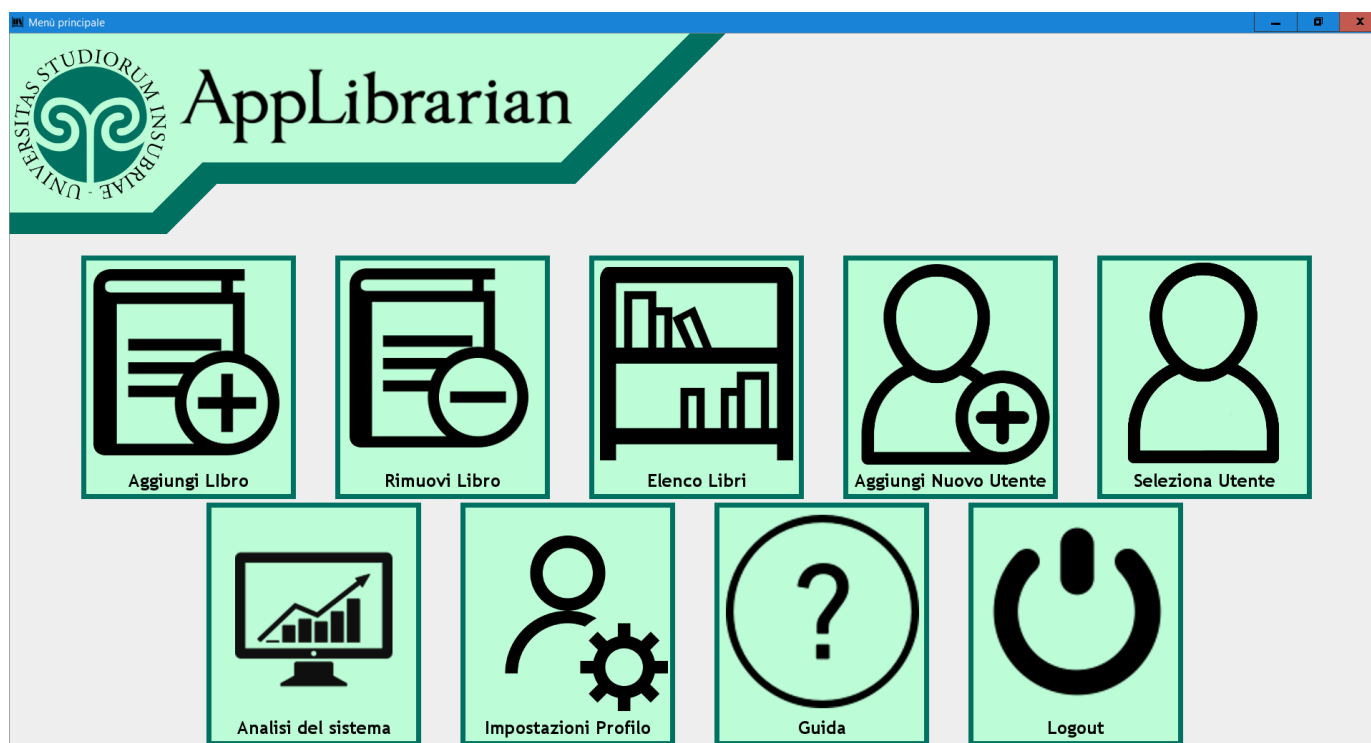 Menù principale
UNIVERSITAS STUDIORUM INSUBRIAE -
AppLibrarian
Aggiungi LIbro
Rimuovi Libro
Elenco Libri
Aggiungi Nuovo Utente
Seleziona Utente
Analisi del sistema
Impostazioni Profilo
Guida
Logout